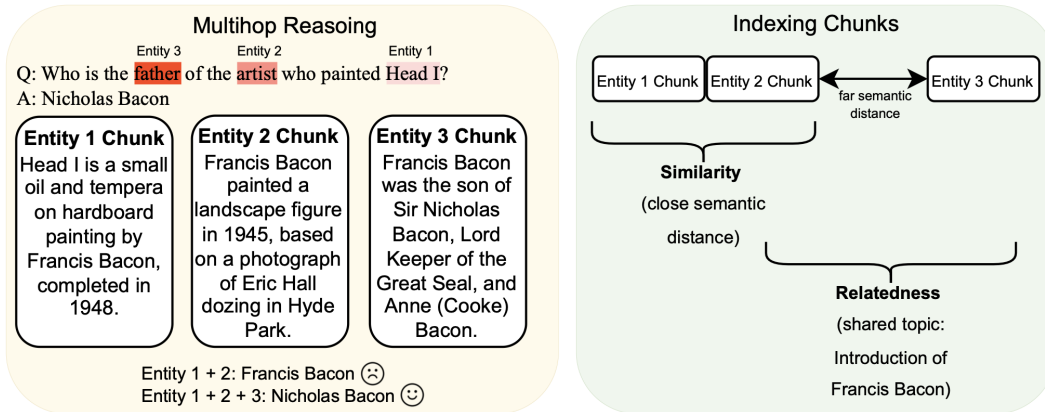 Multihop Reasoing
Entity 3
Entity 2
Entity 1
Q: Who is the father of the artist who painted Head I?
A: Nicholas Bacon
Entity 1 Chunk
Head I is a small
oil and tempera
on hardboard
painting by
Francis Bacon,
completed in
1948.
Entity 2 Chunk
Francis Bacon
painted a
landscape figure
in 1945, based
on a photograph
of Eric Hall
dozing in Hyde
Park.
Entity 3 Chunk
Francis Bacon
was the son of
Sir Nicholas
Bacon, Lord
Keeper of the
Great Seal, and
Anne (Cooke)
Bacon.
Entity 1 + 2: Francis Bacon
Entity 1 + 2 + 3: Nicholas Bacon
Indexing Chunks
Entity 1 Chunk
Entity 2 Chunk
far semantic
distance
Entity 3 Chunk
Similarity
(close semantic
distance)
Relatedness
(shared topic:
Introduction of
Francis Bacon)